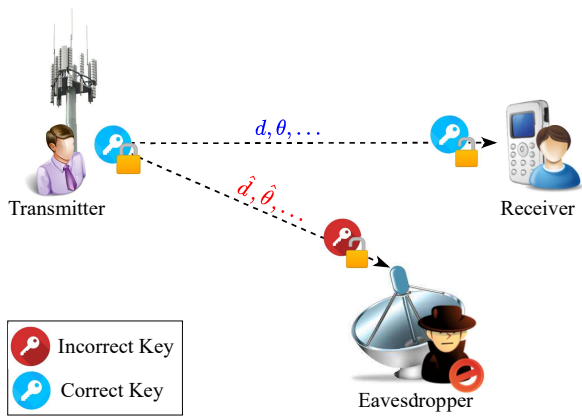 d, θ, . . .
Transmitter
Receiver
d̂, θ̂, . . .
Incorrect Key
Correct Key
Eavesdropper